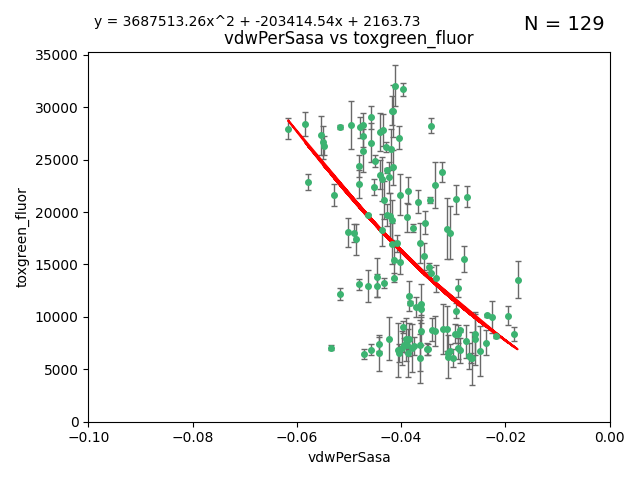 y = 3687513.26x^2 + -203414.54x + 2163.73
N = 129
vdwPerSasa vs toxgreen_fluor
35000
30000
25000
20000
15000
10000
5000
0
toxgreen_fluor
−0.10
−0.08
−0.06
−0.04
−0.02
0.00
vdwPerSasa